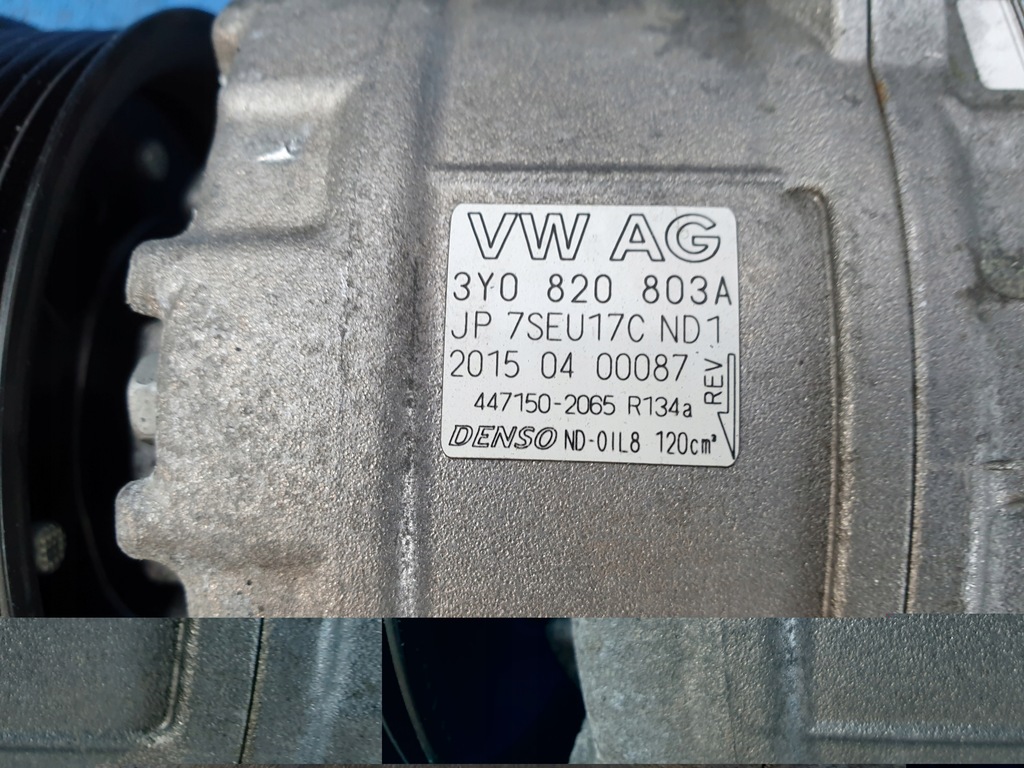 VW AG
3Y0 820 803A
JP 7SEU17C ND1
2015 04 00087
REV
447150-2065 R134a
DENSO ND-OIL8 120cm³